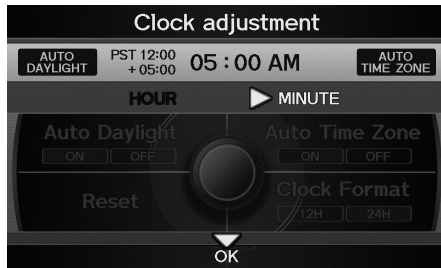 Clock adjustment
AUTO DAYLIGHT
PST 12:00
+05:00
05:00 AM
AUTO TIME ZONE
HOUR
MINUTE
Auto Daylight
ON OFF
Auto Time Zone
ON OFF
Reset
Clock Format
12H 24H
OK